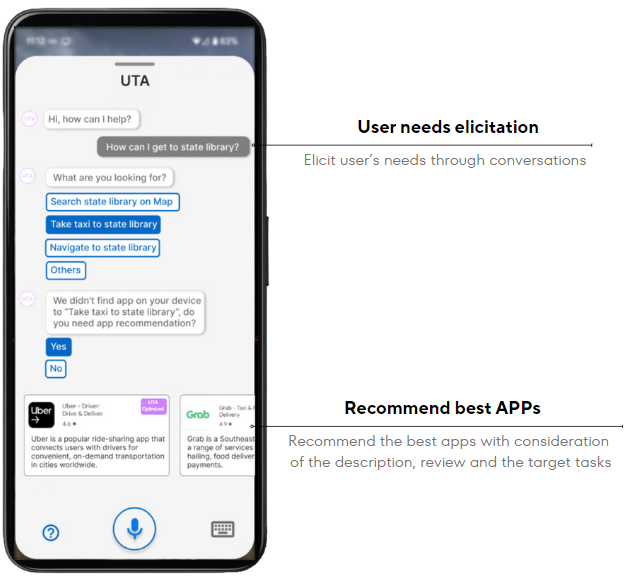 11:12
83%
UTA
UTA
Hi, how can I help?
How can I get to state library?
User needs elicitation
Elicit user's needs through conversations
UTA
What are you looking for?
Search state library on Map
Take taxi to state library
Navigate to state library
Others
UTA
We didn't find app on your device
to "Take taxi to state library", do
you need app recommendation?
Yes
No
Uber
Uber - Driver:
Drive & Deliver
4.6 ★
UTA
Optimized
Uber is a popular ride-sharing app that
connects users with drivers for
convenient, on-demand transportation
in cities worldwide.
Grab
Grab - Taxi &
Delivery
4.9 ★
Grab is a Southeast
a range of services
hailing, food deliver
payments.
Recommend best APPs
Recommend the best apps with consideration
of the description, review and the target tasks
?